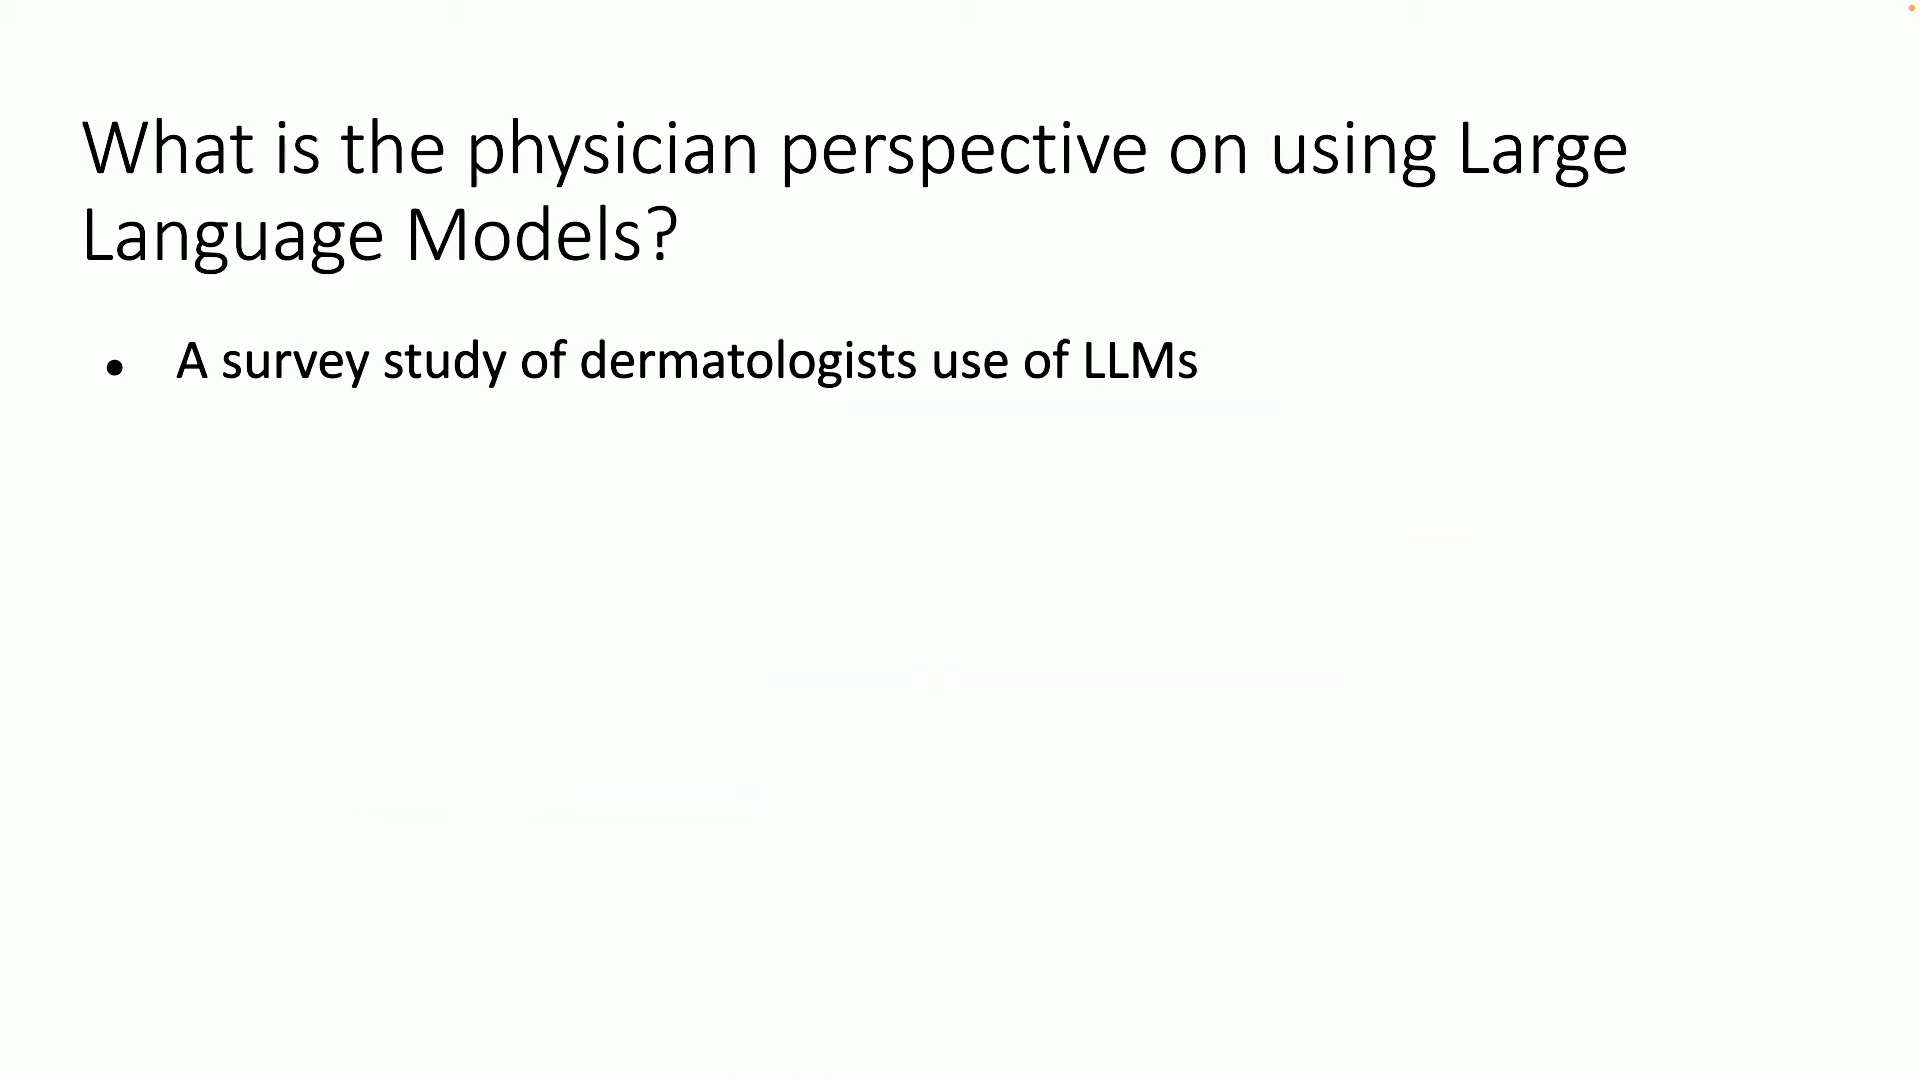 What is the physician perspective on using Large
Language Models?
• A survey study of dermatologists use of LLMs